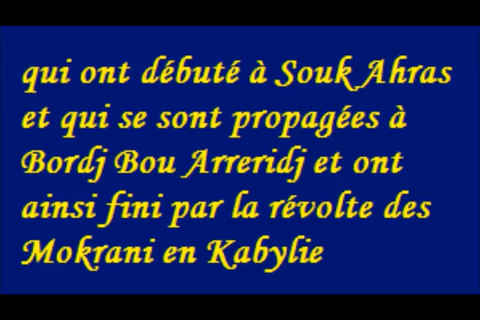 qui ont débuté à Souk Ahras
et qui se sont propagées à
Bordj Bou Arreridj et ont
ainsi fini par la révolte des
Mokrani en Kabylie